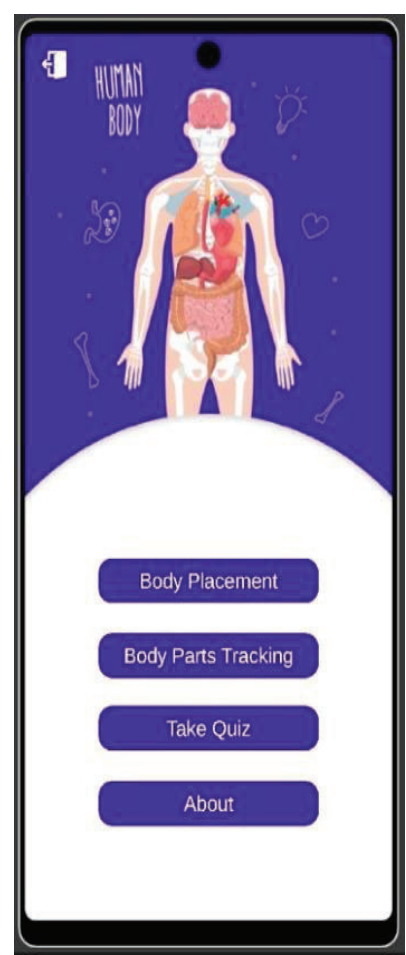 HUMAN
BODY
Body Placement
Body Parts Tracking
Take Quiz
About